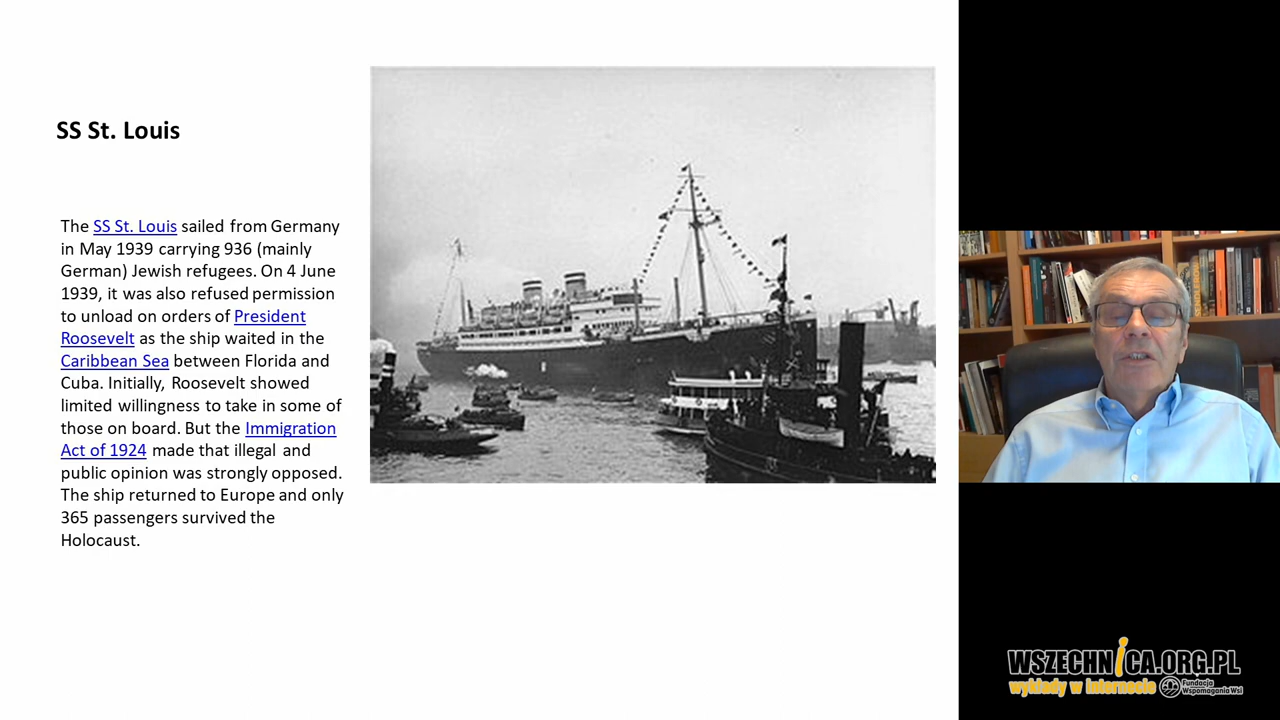 SS St. Louis
The SS St. Louis sailed from Germany
in May 1939 carrying 936 (mainly
German) Jewish refugees. On 4 June
1939, it was also refused permission
to unload on orders of President
Roosevelt as the ship waited in the
Caribbean Sea between Florida and
Cuba. Initially, Roosevelt showed
limited willingness to take in some of
those on board. But the Immigration
Act of 1924 made that illegal and
public opinion was strongly opposed.
The ship returned to Europe and only
365 passengers survived the
Holocaust.
WSZECHNICA.ORG.PL
wykłady w internecie
Fundacja
Wspomagania Wsi